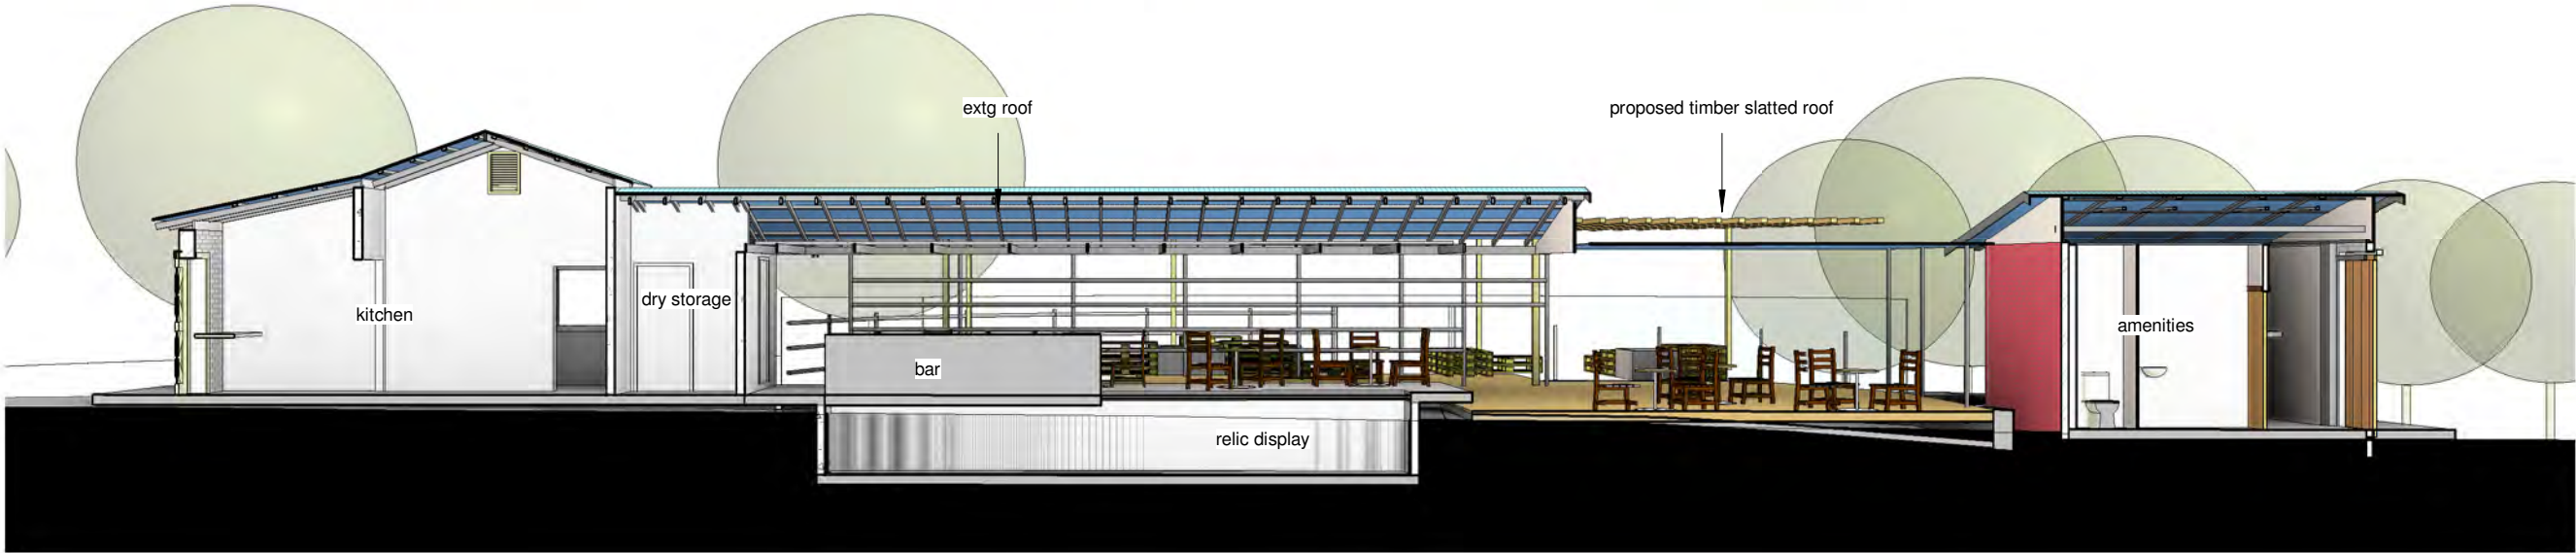 extg roof
proposed timber slatted roof
kitchen
dry storage
bar
relic display
amenities